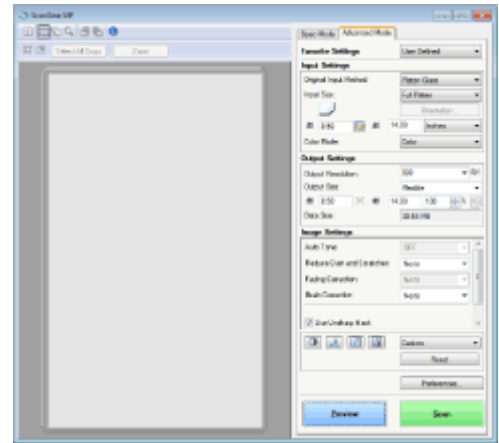 ScanGear MP
Select All Crops
Zoom
Basic Mode
Advanced Mode
Favorite Settings
User Defined
Input Settings
Original Input Method:
Platen Glass
Input Size:
Full Platen
Orientation...
8.50
14.00
Inches
Color Mode:
Color
Output Settings
Output Resolution:
300
dpi
Output Size:
Flexible
8.50
14.00
100
%
Data Size:
Image Settings
Auto Tone:
OFF
Reduce Dust and Scratches:
None
Fading Correction:
None
Grain Correction:
None
Use Unsharp Mask
Custom
Reset
Preferences...
Preview
Scan